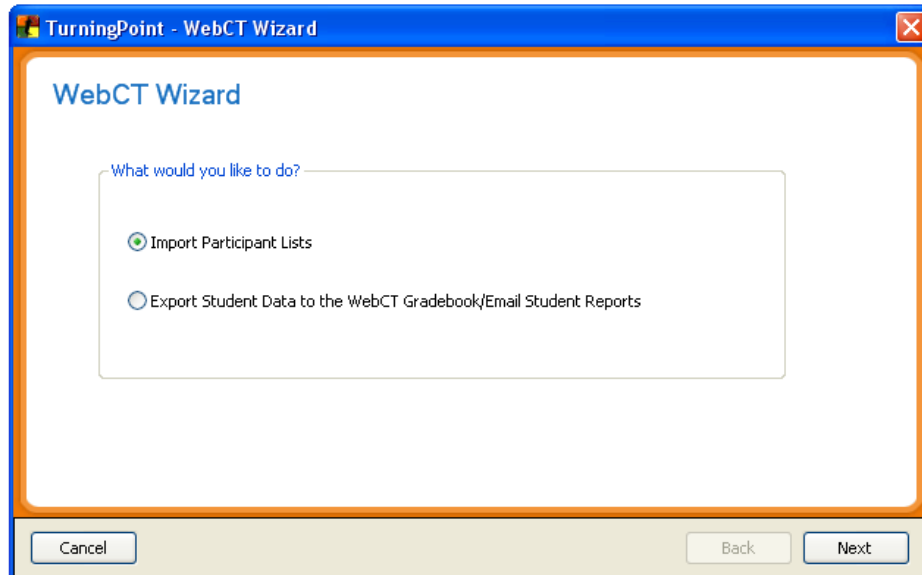 TurningPoint - WebCT Wizard
WebCT Wizard
What would you like to do?
Import Participant Lists
Export Student Data to the WebCT Gradebook/Email Student Reports
Cancel
Back
Next